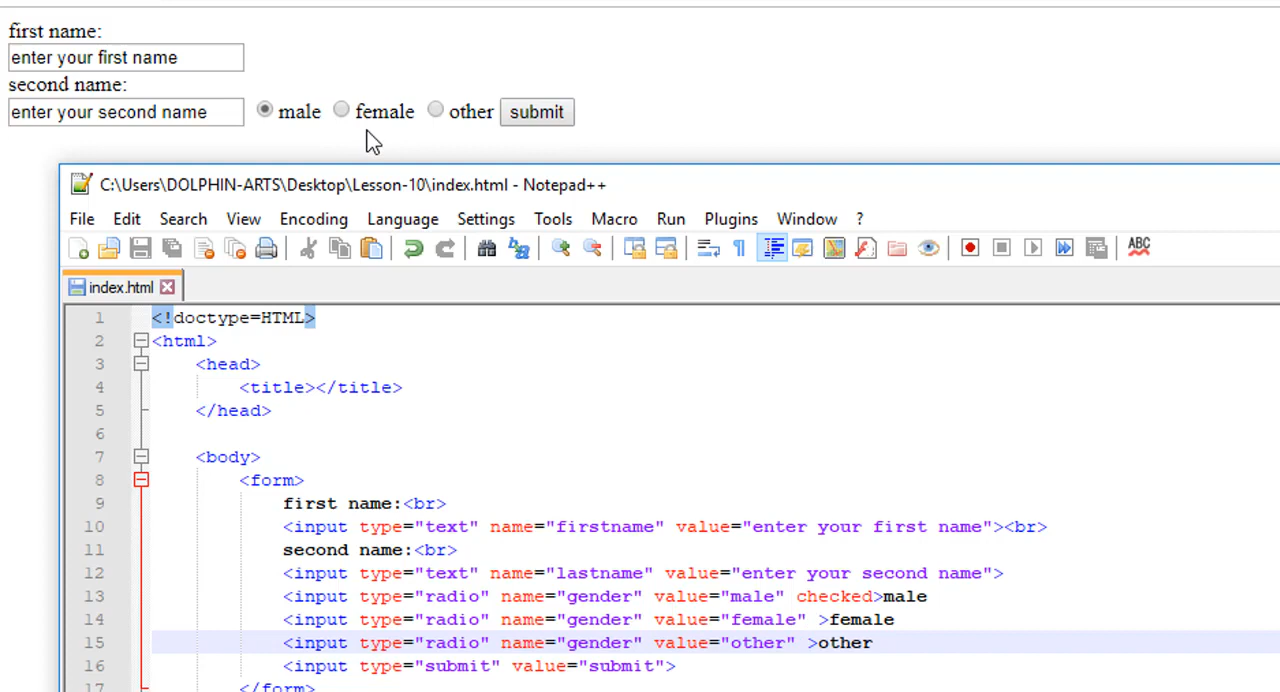 first name:
enter your first name
second name:
enter your second name male female other submit
C:\Users\DOLPHIN-ARTS\Desktop\Lesson-10\index.html - Notepad++
File Edit Search View Encoding Language Settings Tools Macro Run Plugins Window ?
ABC
index.html
1 <!doctype=HTML>
2 <html>
3 <head>
4 <title></title>
5 </head>
6
7 <body>
8 <form>
9 first name:<br>
10 <input type="text" name="firstname" value="enter your first name"><br>
11 second name:<br>
12 <input type="text" name="lastname" value="enter your second name">
13 <input type="radio" name="gender" value="male" checked>male
14 <input type="radio" name="gender" value="female" >female
15 <input type="radio" name="gender" value="other" >other
16 <input type="submit" value="submit">
17 </form>